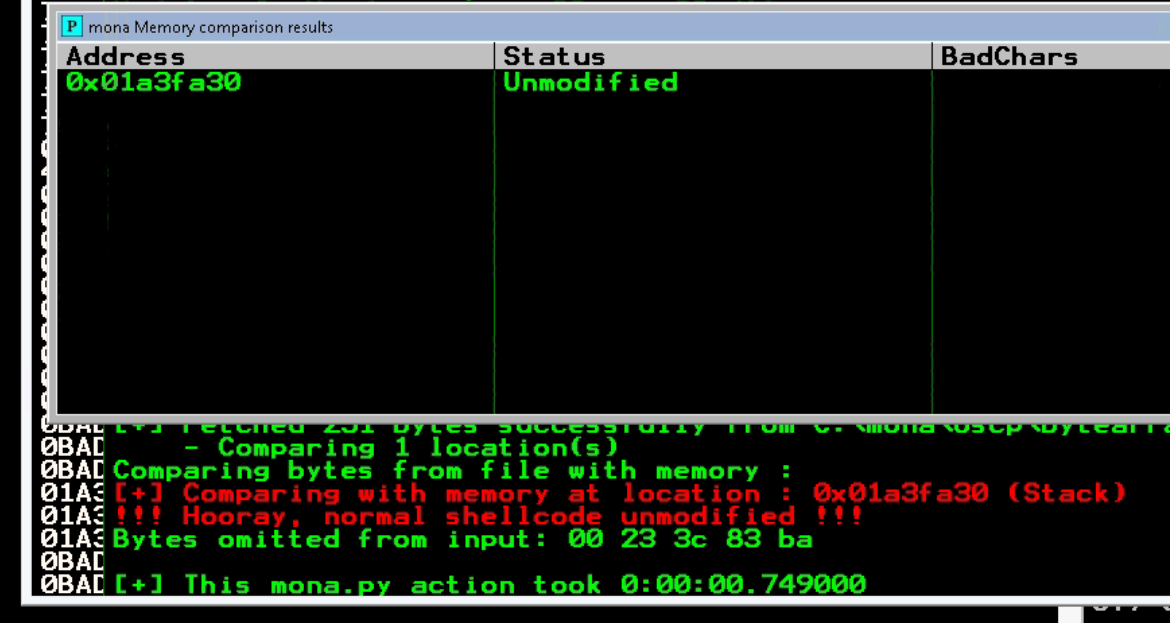 P mona Memory comparison results
Address Status BadChars
0x01a3fa30 Unmodified
0BAD [+] Fetched 251 bytes successfully from C:\mona\oscp\bytearra
0BAD - Comparing 1 location(s)
0BAD Comparing bytes from file with memory :
01A3 [+] Comparing with memory at location : 0x01a3fa30 (Stack)
01A3 !!! Hooray, normal shellcode unmodified !!!
01A3 Bytes omitted from input: 00 23 3c 83 ba
0BAD
0BAD [+] This mona.py action took 0:00:00.749000